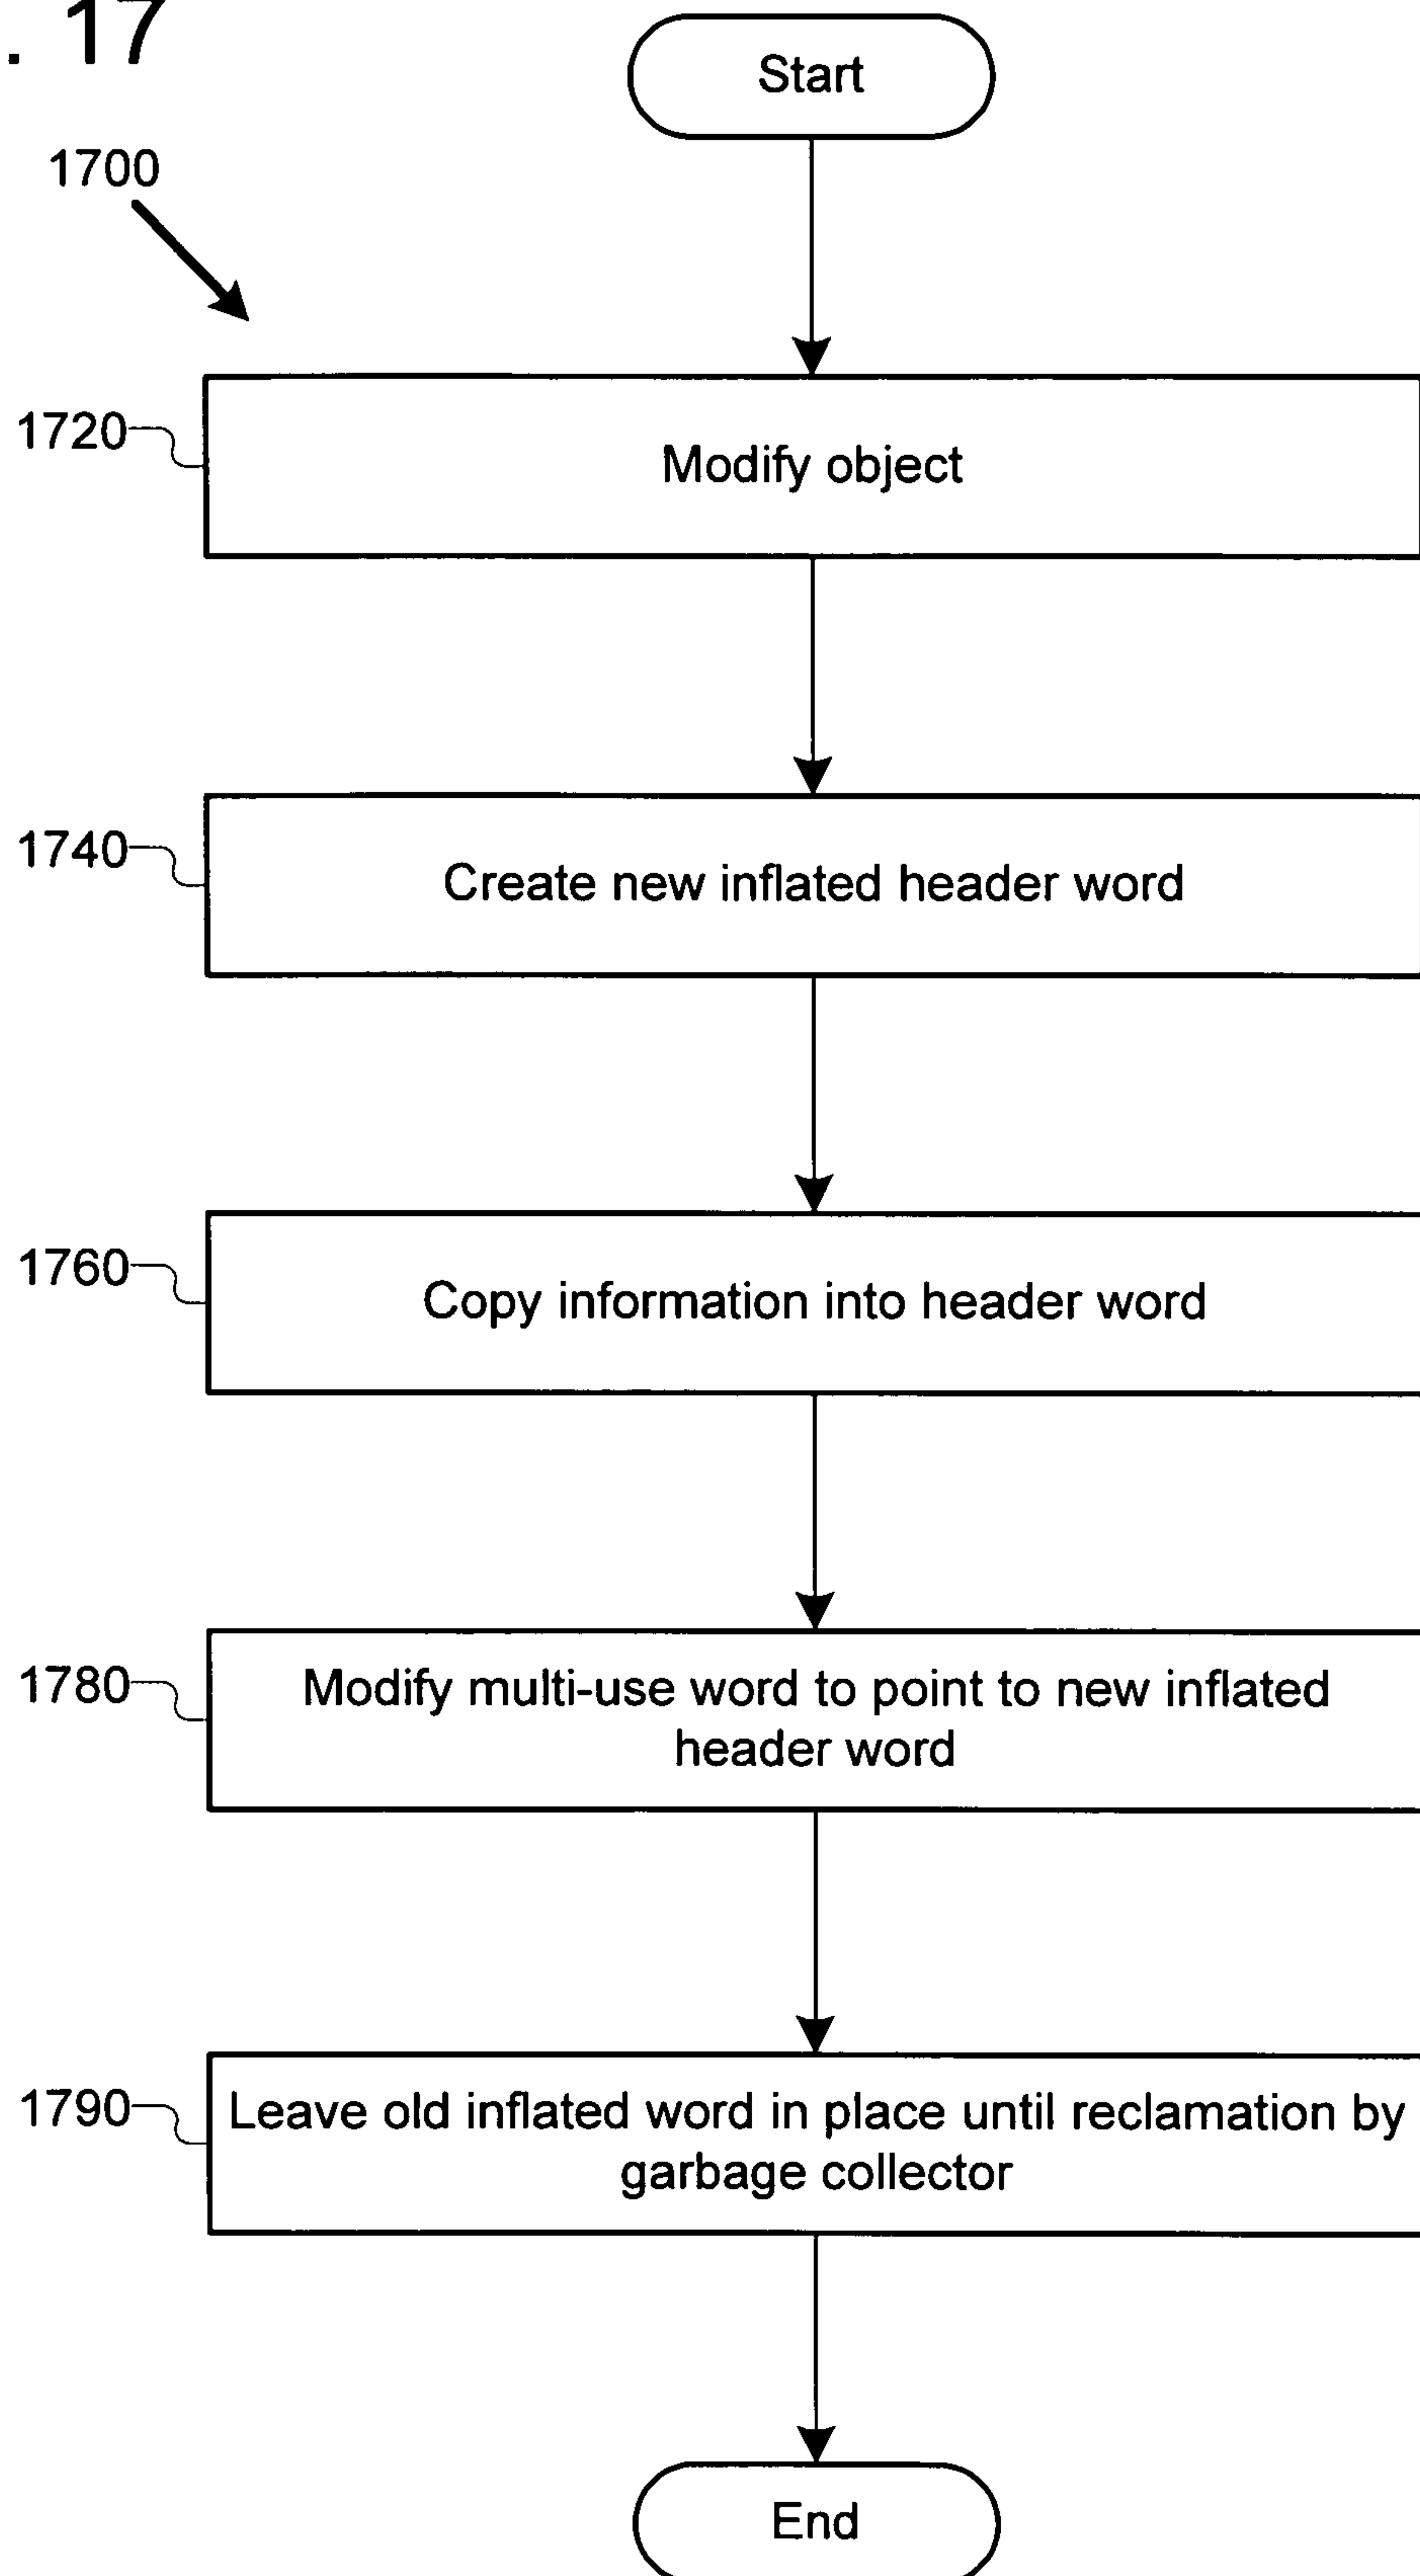 . 17
Start
1700
1720
Modify object
1740
Create new inflated header word
1760
Copy information into header word
1780
Modify multi-use word to point to new inflated
header word
1790
Leave old inflated word in place until reclamation by
garbage collector
End